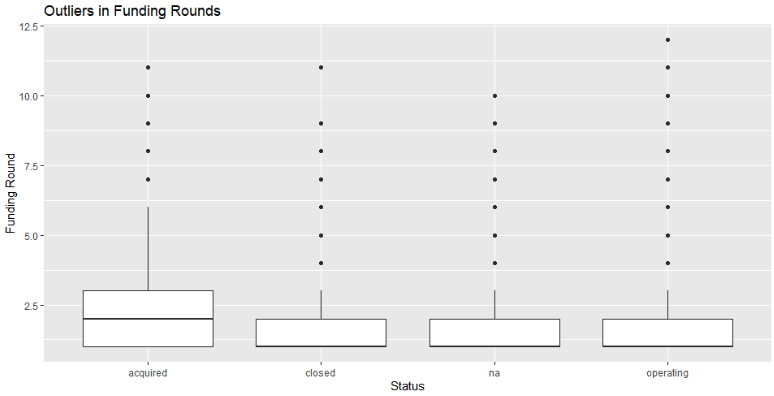 Outliers in Funding Rounds
12.5
10.0
7.5
5.0
2.5
Funding Round
acquired closed na operating
Status